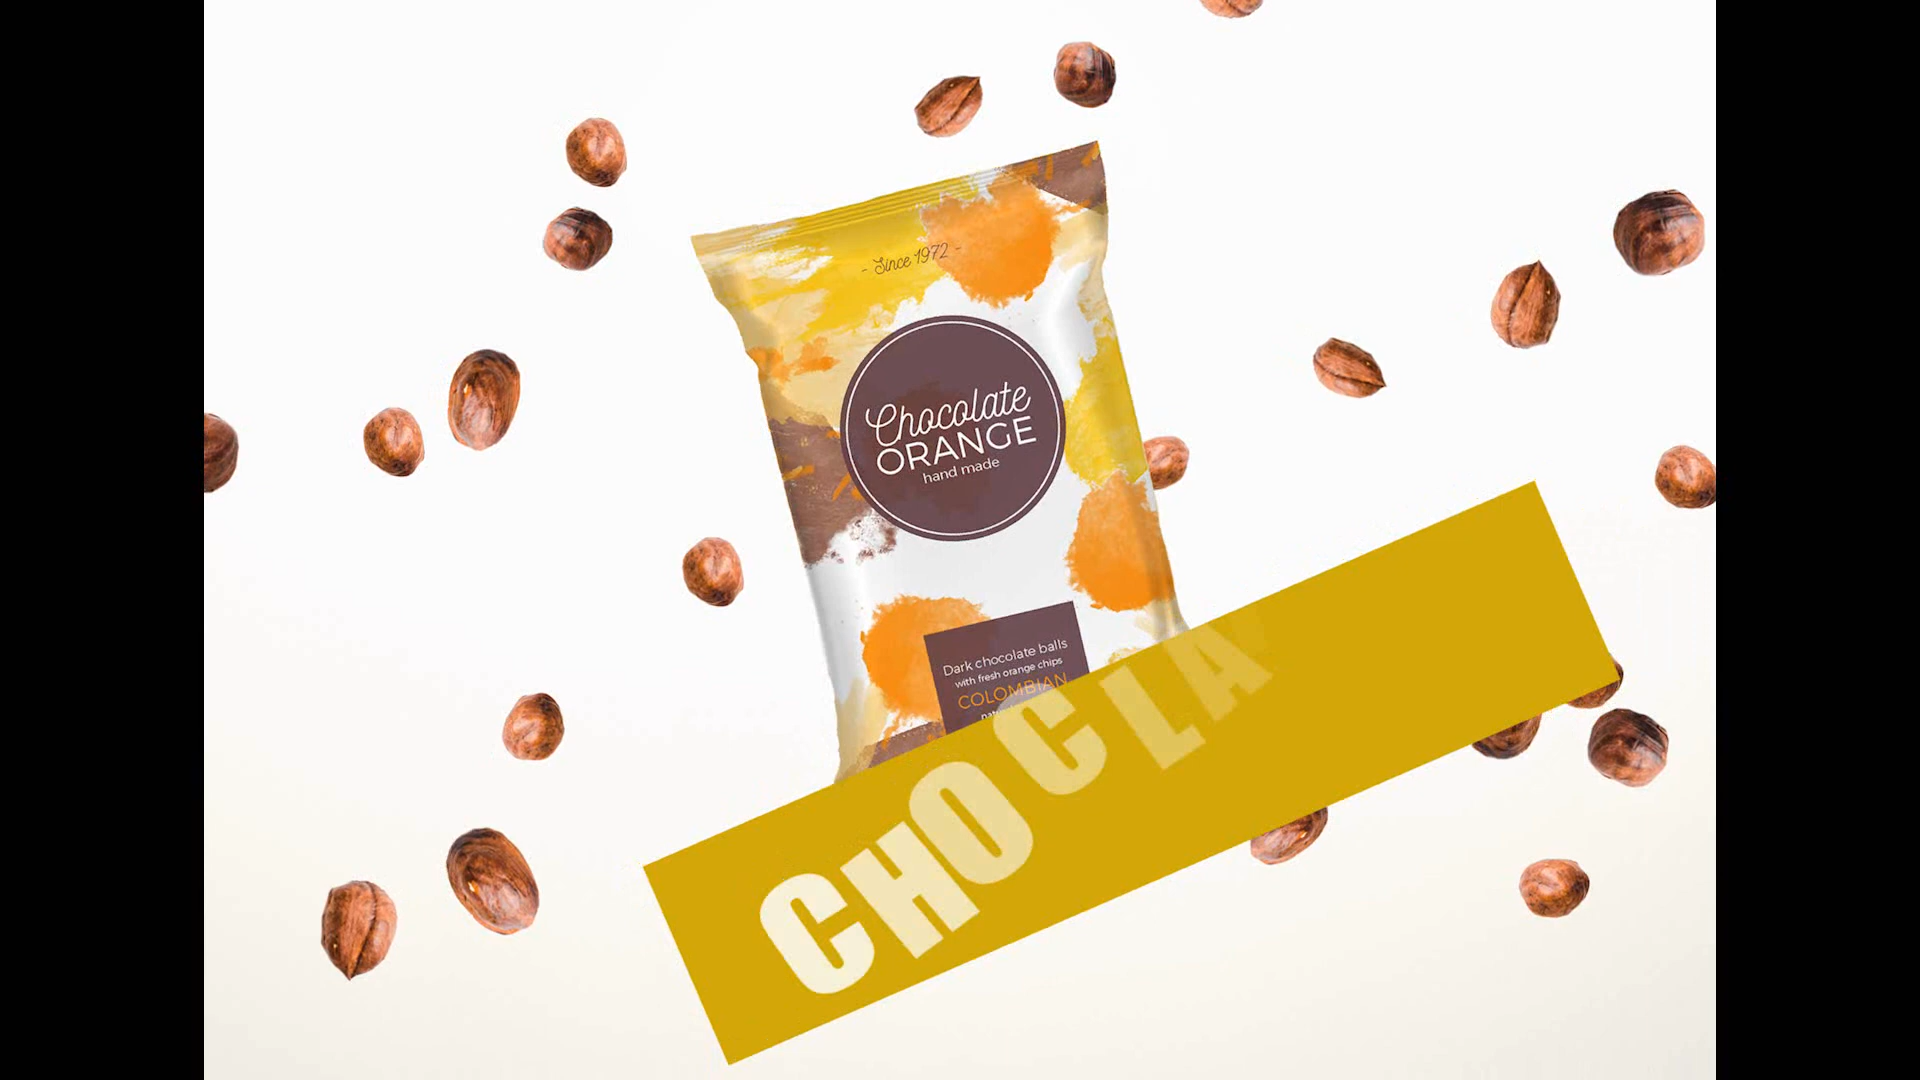 - Since 1972 -
Chocolate
ORANGE
hand made
Dark chocolate balls
with fresh orange chips
COLOMBIAN
CHOCLA